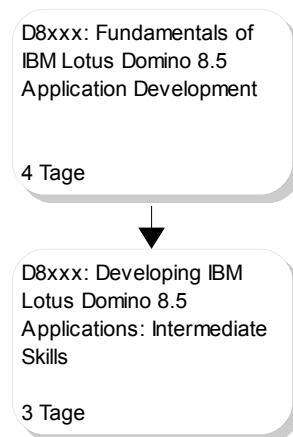 D8xxx: Fundamentals of
IBM Lotus Domino 8.5
Application Development
4 Tage
D8xxx: Developing IBM
Lotus Domino 8.5
Applications: Intermediate
Skills
3 Tage